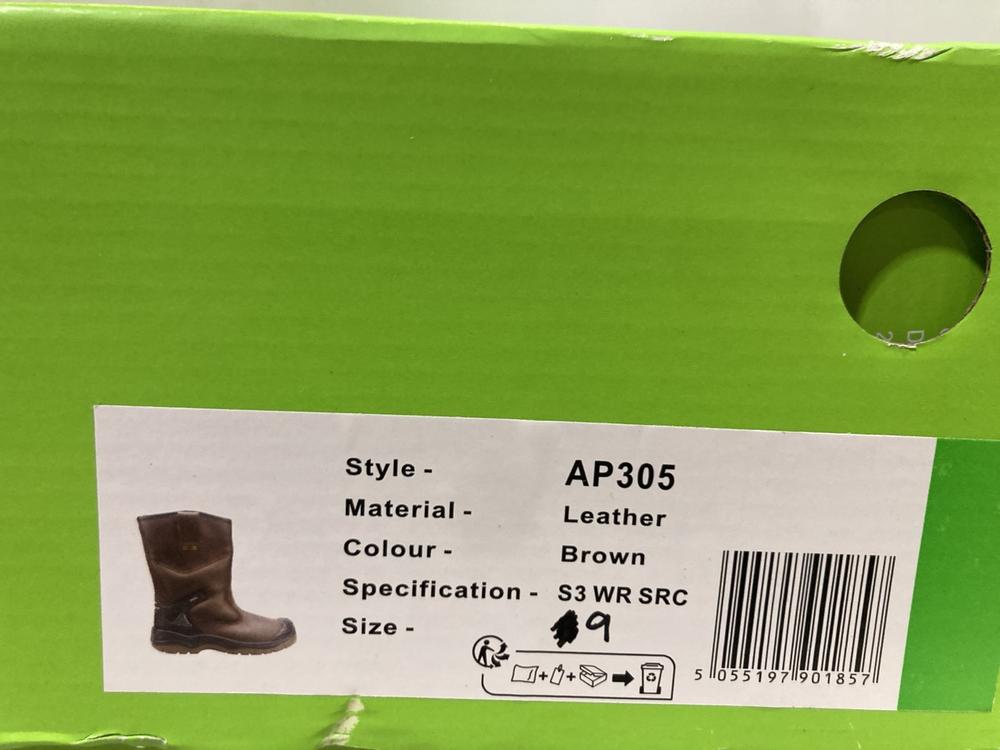 Style - AP305
Material - Leather
Colour - Brown
Specification - S3 WR SRC
Size - 9
5 055197 901857